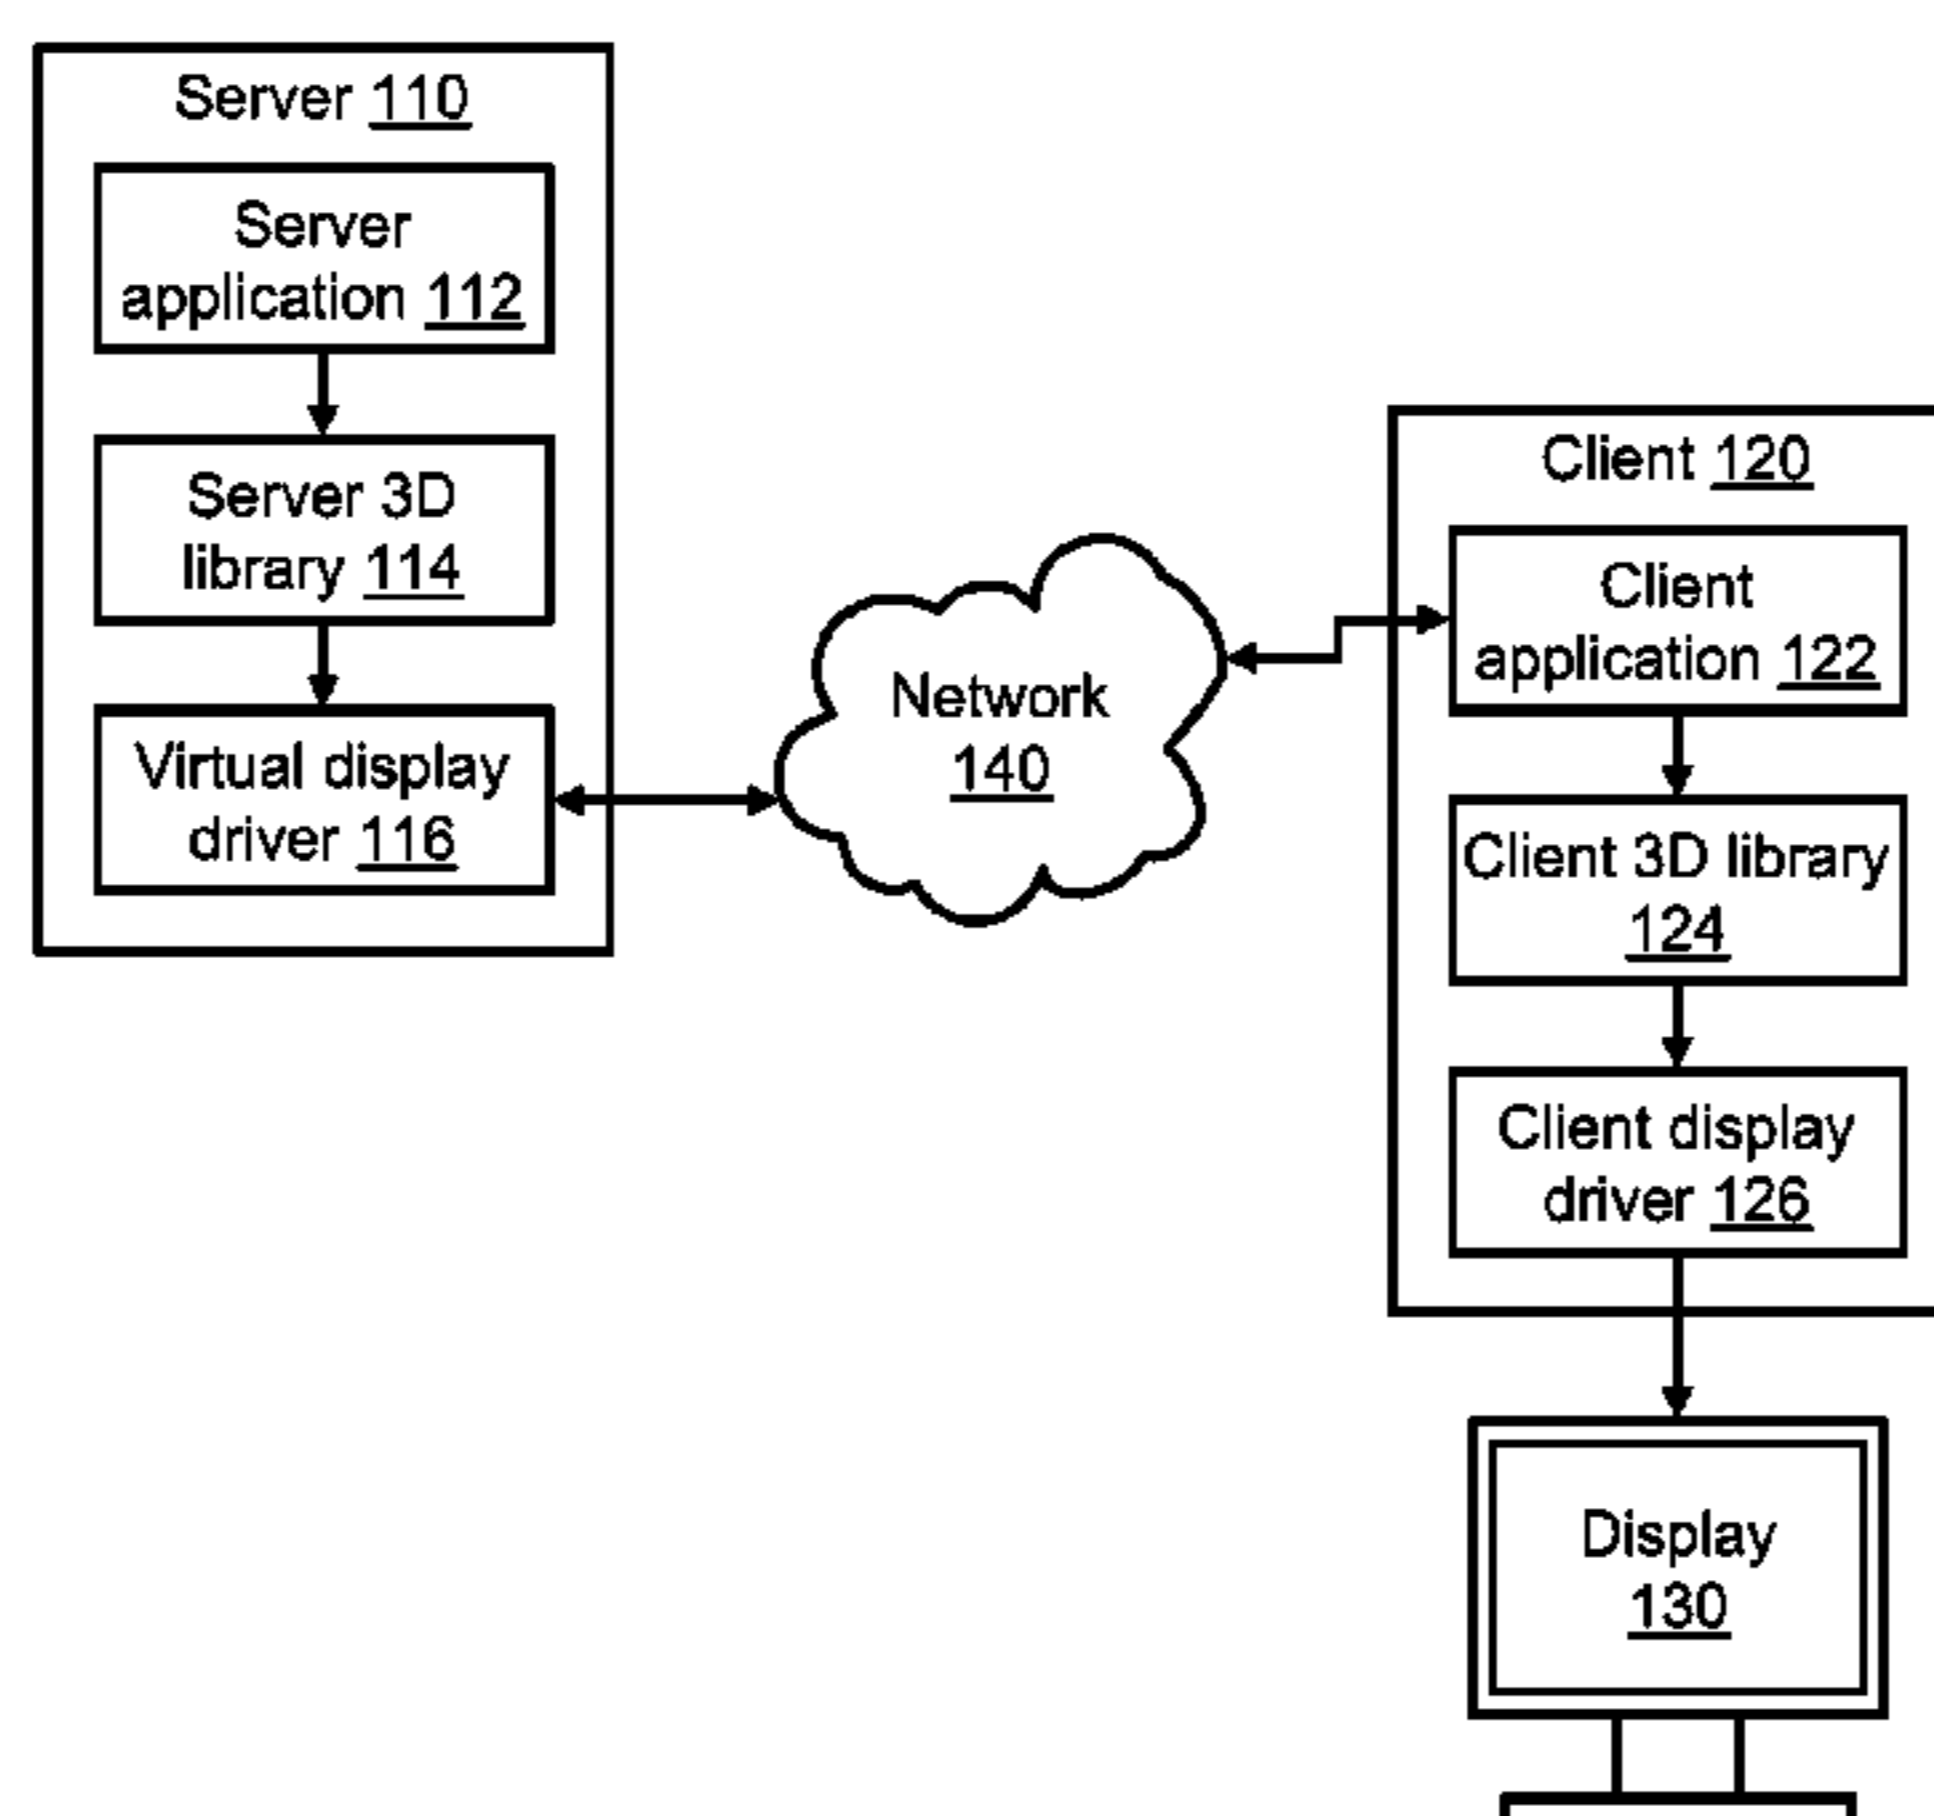 Server 110
Server
application 112
Server 3D
library 114
Virtual display
driver 116
Network
140
Client 120
Client
application 122
Client 3D library
124
Client display
driver 126
Display
130